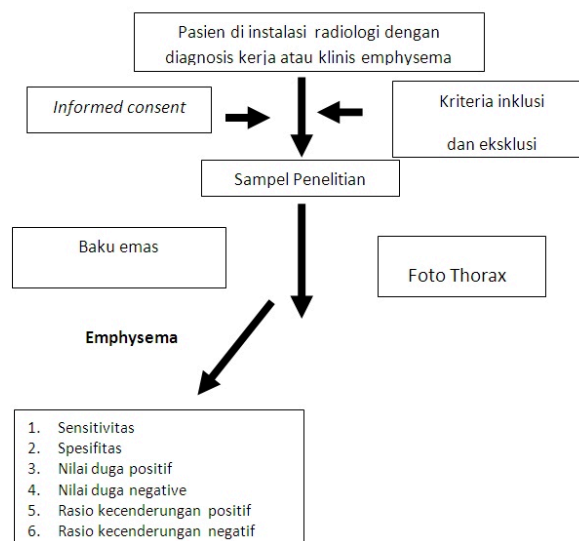 Pasien di instalasi radiologi dengan
diagnosis kerja atau klinis emphysema
Informed consent
Kriteria inklusi
dan eksklusi
Sampel Penelitian
Baku emas
Foto Thorax
Emphysema
1. Sensitivitas
2. Spesifitas
3. Nilai duga positif
4. Nilai duga negative
5. Rasio kecenderungan positif
6. Rasio kecenderungan negatif